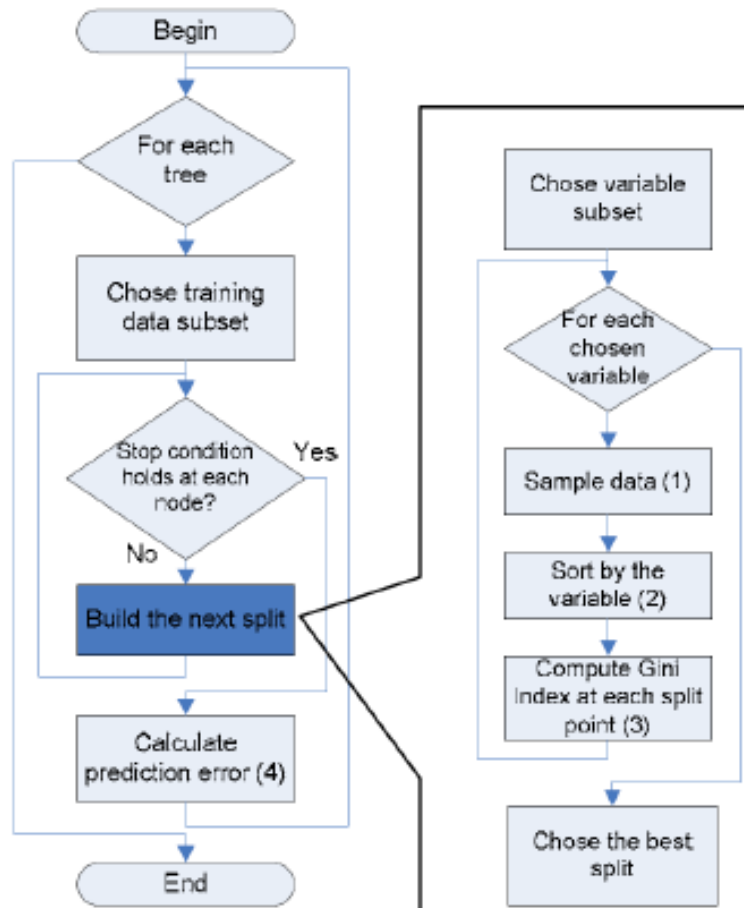 Begin
For each
tree
Chose training
data subset
Stop condition
holds at each
node?
Yes
No
Build the next split
Calculate
prediction error (4)
End
Chose variable
subset
For each
chosen
variable
Sample data (1)
Sort by the
variable (2)
Compute Gini
Index at each split
point (3)
Chose the best
split